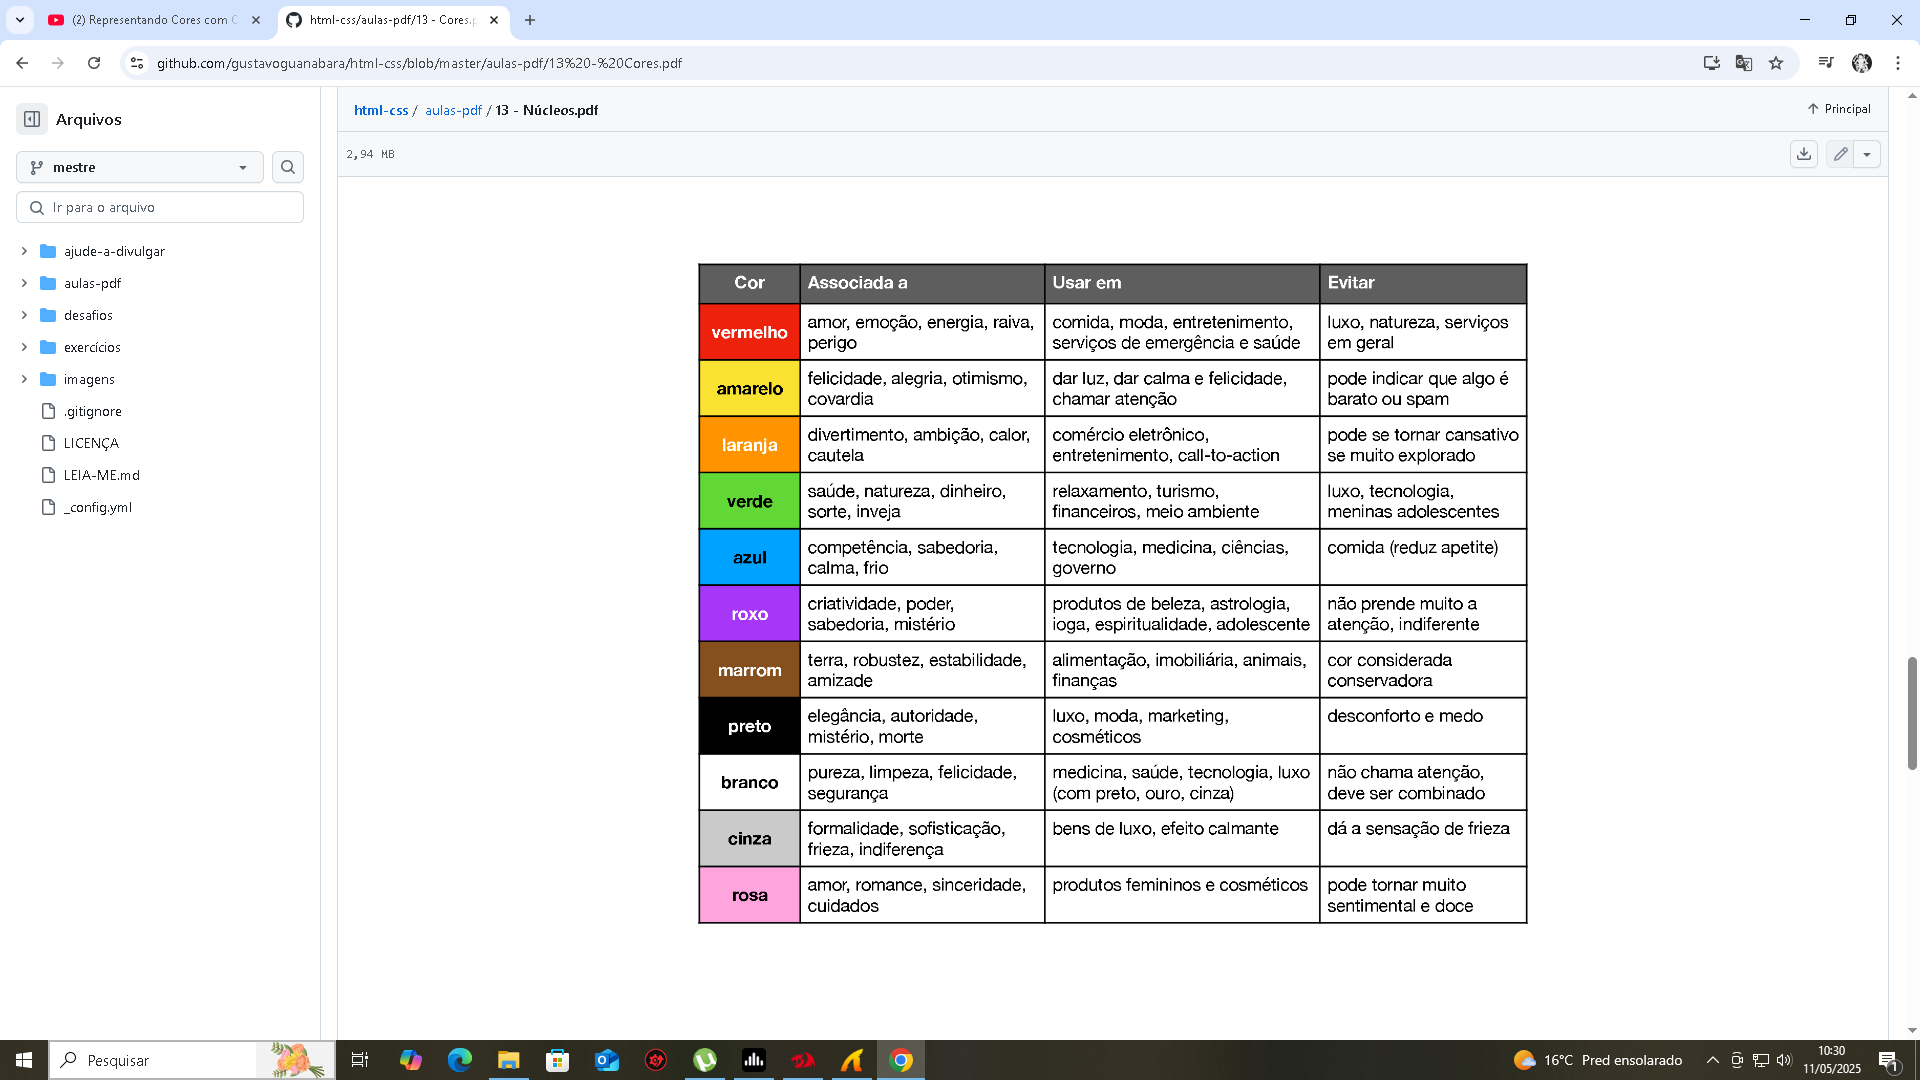 (2) Representando Cores com C
html-css/aulas-pdf/13 - Cores.p
github.com/gustavoguanabara/html-css/blob/master/aulas-pdf/13%20-%20Cores.pdf
Arquivos
mestre
Ir para o arquivo
ajude-a-divulgar
aulas-pdf
desafios
exercícios
imagens
.gitignore
LICENÇA
LEIA-ME.md
_config.yml
html-css / aulas-pdf / 13 - Núcleos.pdf
Principal
2,94 MB
Cor Associada a Usar em Evitar
vermelho
amor, emoção, energia, raiva,
perigo
comida, moda, entretenimento,
serviços de emergência e saúde
luxo, natureza, serviços
em geral
amarelo
felicidade, alegria, otimismo,
covardia
dar luz, dar calma e felicidade,
chamar atenção
pode indicar que algo é
barato ou spam
laranja
divertimento, ambição, calor,
cautela
comércio eletrônico,
entretenimento, call-to-action
pode se tornar cansativo
se muito explorado
verde
saúde, natureza, dinheiro,
sorte, inveja
relaxamento, turismo,
financeiros, meio ambiente
luxo, tecnologia,
meninas adolescentes
azul
competência, sabedoria,
calma, frio
tecnologia, medicina, ciências,
governo
comida (reduz apetite)
roxo
criatividade, poder,
sabedoria, mistério
produtos de beleza, astrologia,
ioga, espiritualidade, adolescente
não prende muito a
atenção, indiferente
marrom
terra, robustez, estabilidade,
amizade
alimentação, imobiliária, animais,
finanças
cor considerada
conservadora
preto
elegância, autoridade,
mistério, morte
luxo, moda, marketing,
cosméticos
desconforto e medo
branco
pureza, limpeza, felicidade,
segurança
medicina, saúde, tecnologia, luxo
(com preto, ouro, cinza)
não chama atenção,
deve ser combinado
cinza
formalidade, sofisticação,
frieza, indiferença
bens de luxo, efeito calmante
dá a sensação de frieza
rosa
amor, romance, sinceridade,
cuidados
produtos femininos e cosméticos
pode tornar muito
sentimental e doce
Pesquisar
16°C Pred ensolarado
10:30
11/05/2025
1